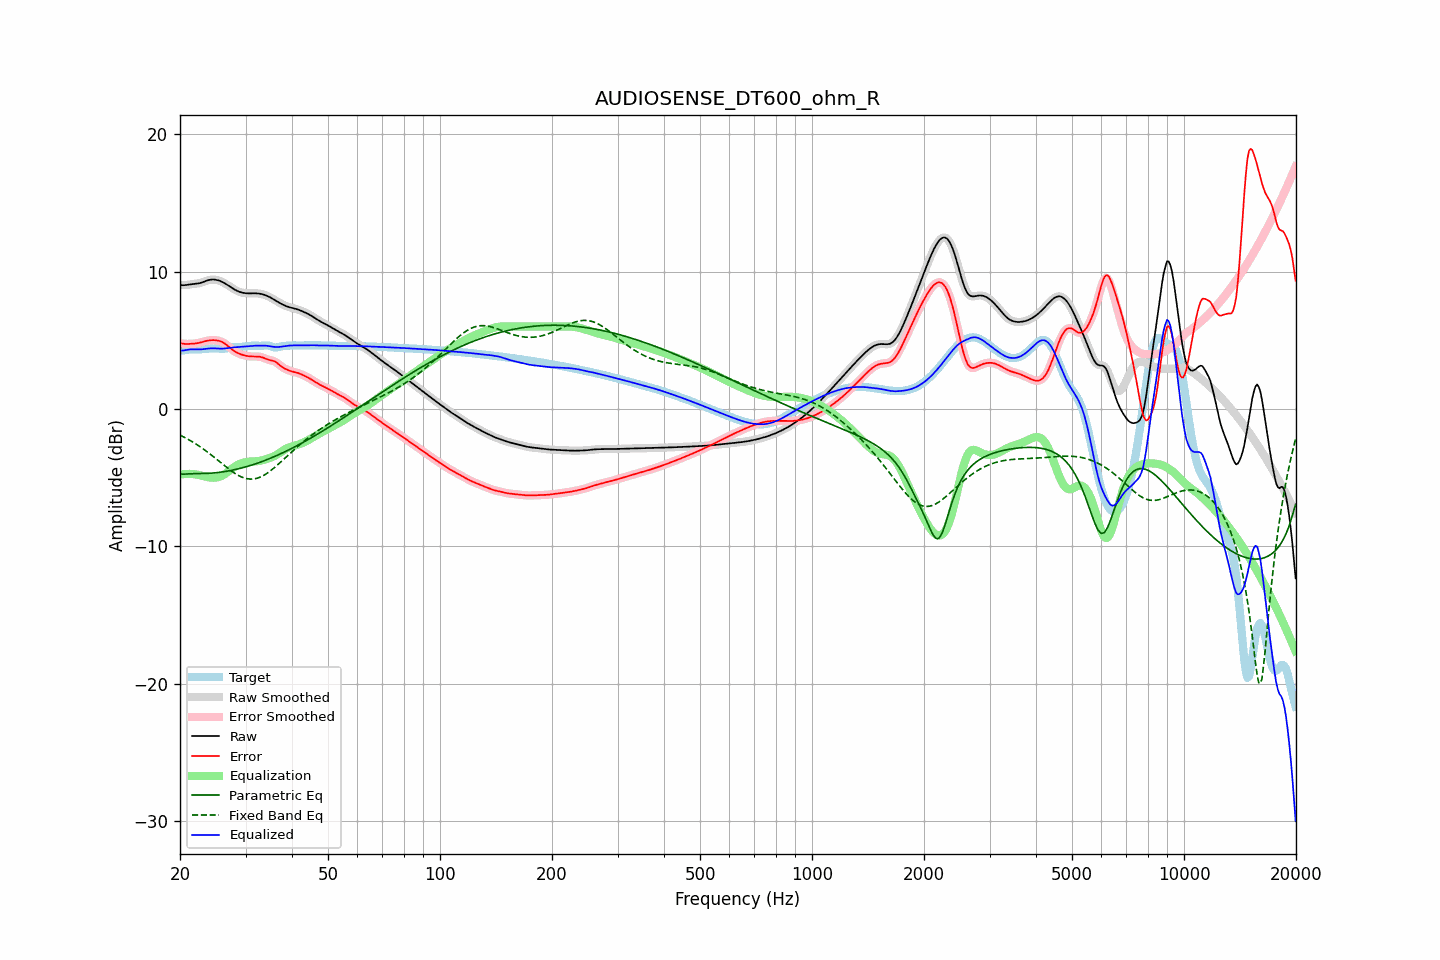 AUDIOSENSE_DT600_ohm_R
20
10
0
−10
−20
−30
Amplitude (dBr)
Target
Raw Smoothed
Error Smoothed
Raw
Error
Equalization
Parametric Eq
Fixed Band Eq
Equalized
20 50 100 200 500 1000 2000 5000 10000 20000
Frequency (Hz)